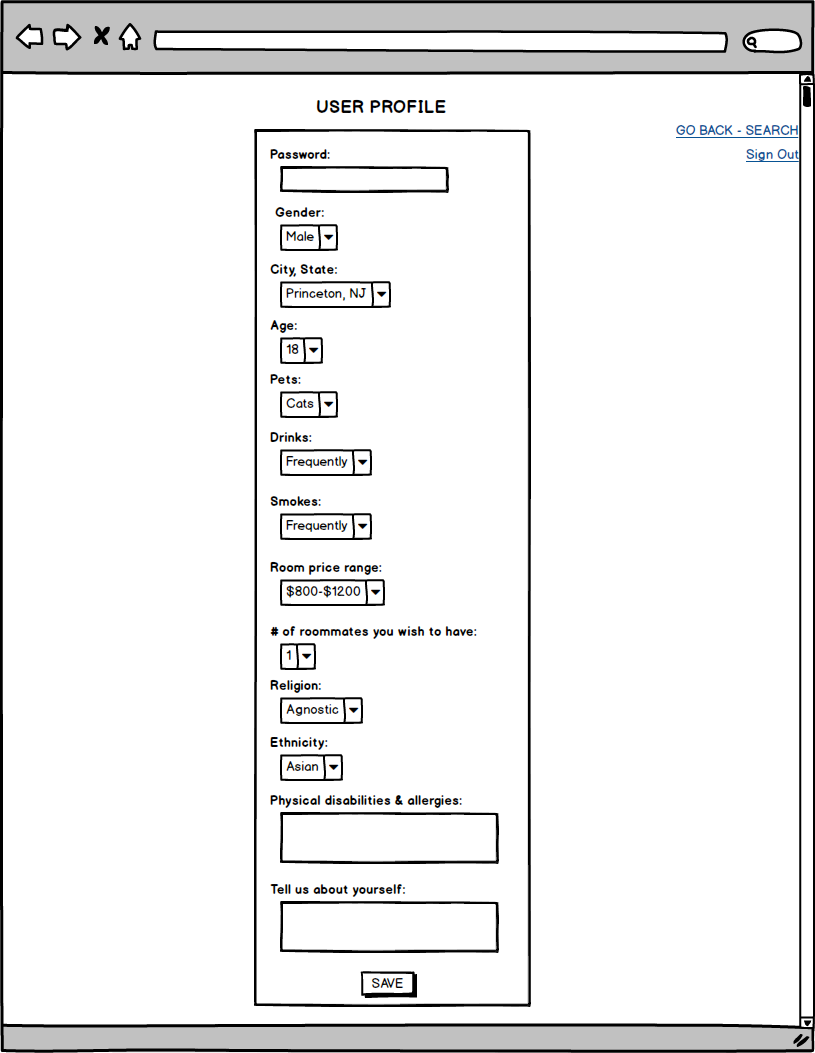 USER PROFILE
GO BACK - SEARCH
Sign Out
Password:
Gender:
Male
City, State:
Princeton, NJ
Age:
18
Pets:
Cats
Drinks:
Frequently
Smokes:
Frequently
Room price range:
$800-$1200
# of roommates you wish to have:
1
Religion:
Agnostic
Ethnicity:
Asian
Physical disabilities & allergies:
Tell us about yourself:
SAVE